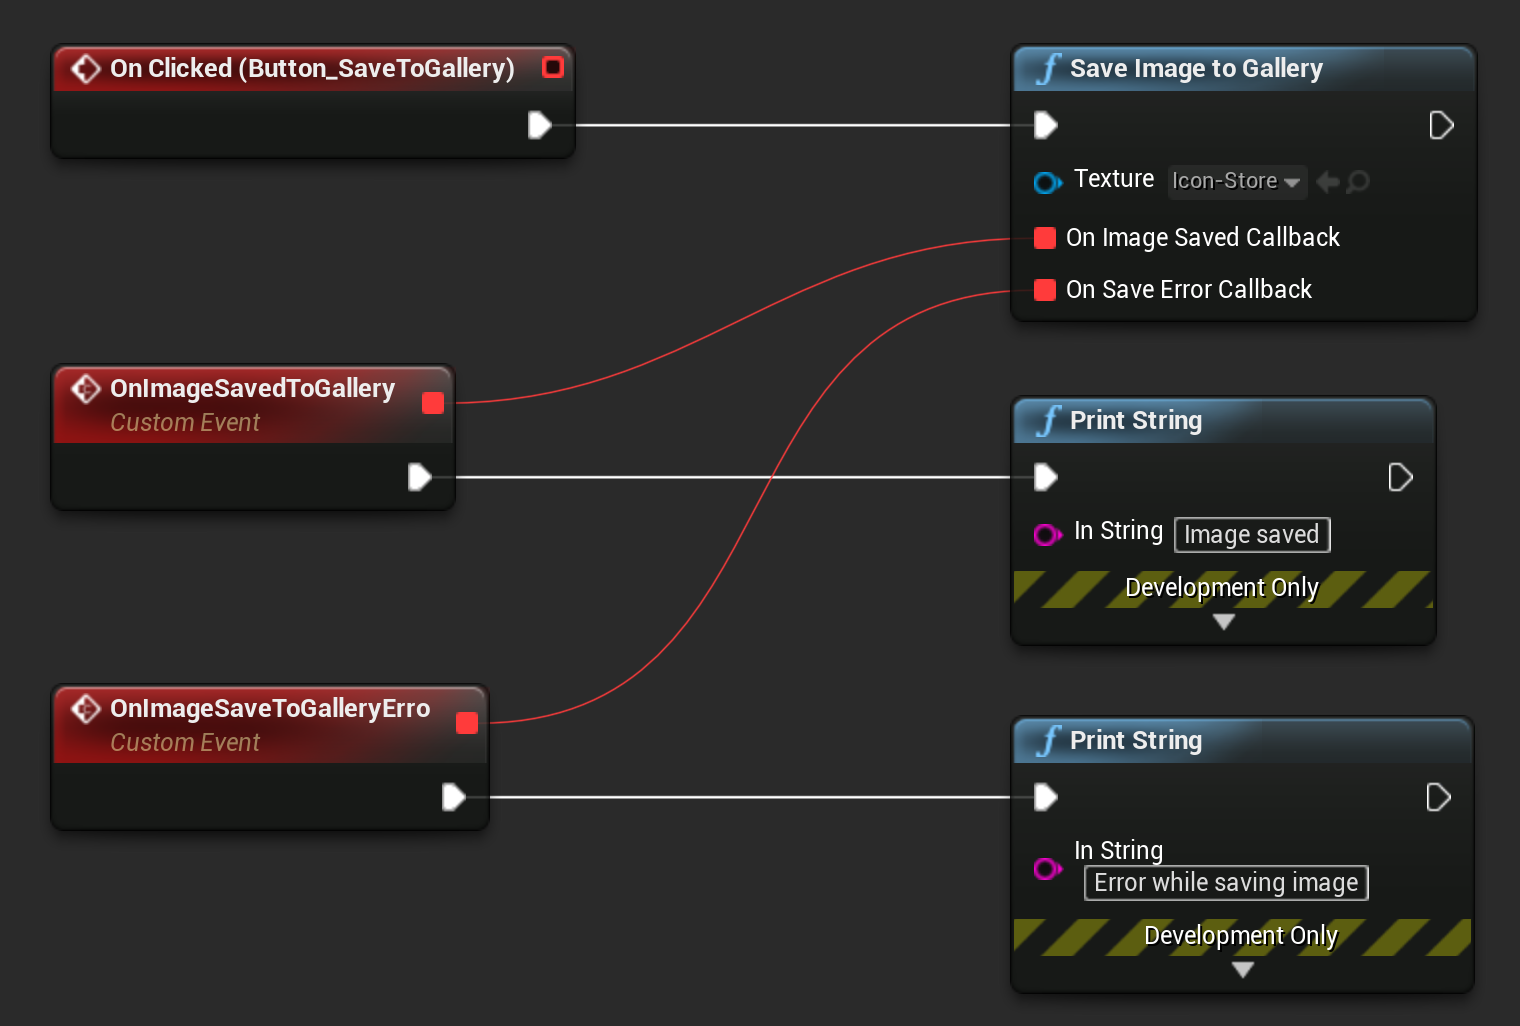 On Clicked (Button_SaveToGallery)
Save Image to Gallery
Texture Icon-Store
On Image Saved Callback
On Save Error Callback
OnImageSavedToGallery
Custom Event
Print String
In String Image saved
Development Only
OnImageSaveToGalleryErro
Custom Event
Print String
In String
Error while saving image
Development Only